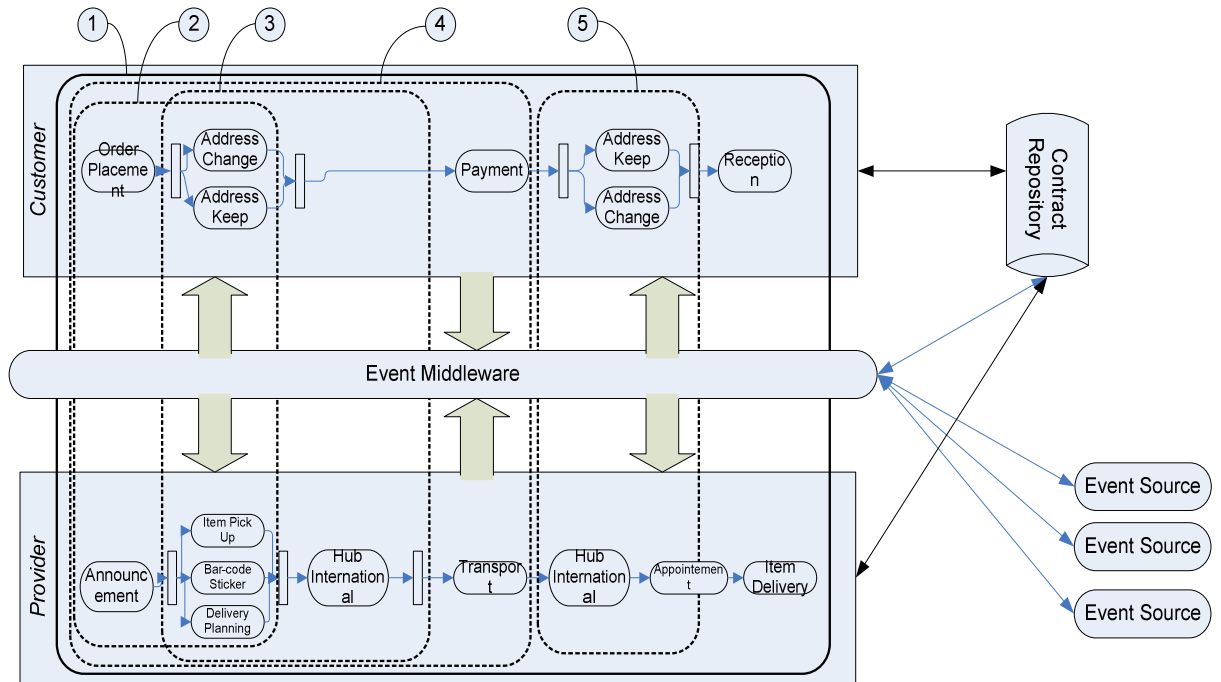 1
2
3
4
5
Customer
Order
Placeme
nt
Address
Change
Address
Keep
Payment
Address
Keep
Address
Change
Receptio
n
Contract
Repository
Event Middleware
Provider
Announc
ement
Item Pick
Up
Bar-code
Sticker
Delivery
Planning
Hub
Internation
al
Transpor
t
Hub
Internation
al
Appointemen
t
Item
Delivery
Event Source
Event Source
Event Source